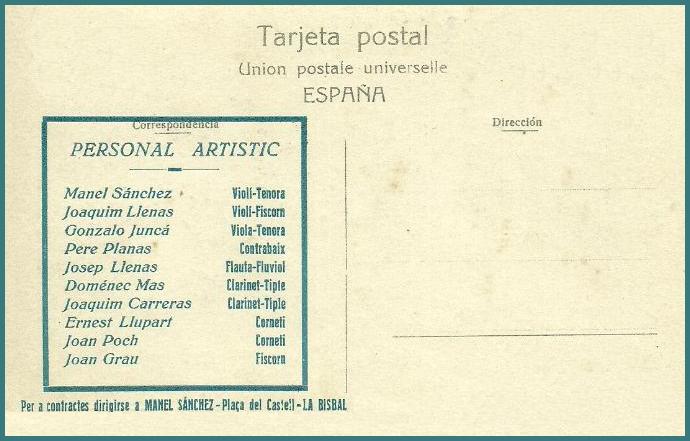 Tarjeta postal
Union postale universelle
ESPAÑA
Correspondencia
Dirección
PERSONAL ARTISTIC
Manel Sánchez Violí-Tenora
Joaquim Llenas Violí-Fiscorn
Gonzalo Juncá Viola-Tenora
Pere Planas Contrabaix
Josep Llenas Flauta-Fluviol
Doménec Mas Clarinet-Tiple
Joaquim Carreras Clarinet-Tiple
Ernest Llupart Cornetí
Joan Poch Cornetí
Joan Grau Fiscorn
Per a contractes dirigirse a MANEL SÁNCHEZ-Plaça del Castell-LA BISBAL